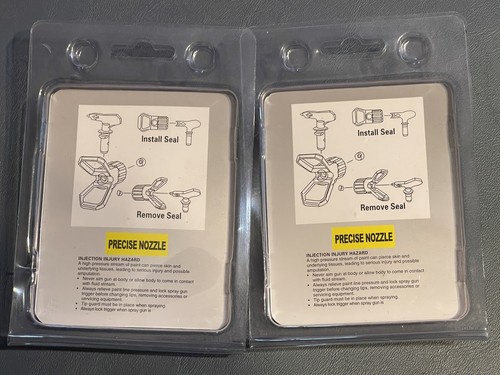 Install Seal
Remove Seal
PRECISE NOZZLE
INJECTION INJURY HAZARD
A high pressure stream of paint can pierce skin and
underlying tissues, leading to serious injury and possible
amputation.
• Never aim gun at body or allow body to come in contact
with fluid stream.
• Always relieve paint line pressure and lock spray gun
trigger before changing tips, removing accessories or
servicing equipment.
• Tip guard must be in place when spraying
• Always lock trigger when spray gun is
Install Seal
Remove Seal
PRECISE NOZZLE
INJECTION INJURY HAZARD
A high pressure stream of paint can pierce skin and
underlying tissues, leading to serious injury and possible
amputation.
• Never aim gun at body or allow body to come in contact
with fluid stream.
• Always relieve paint line pressure and lock spray gun
trigger before changing tips, removing accessories or
servicing equipment.
• Tip guard must be in place when spraying.
• Always lock trigger when spray gun is